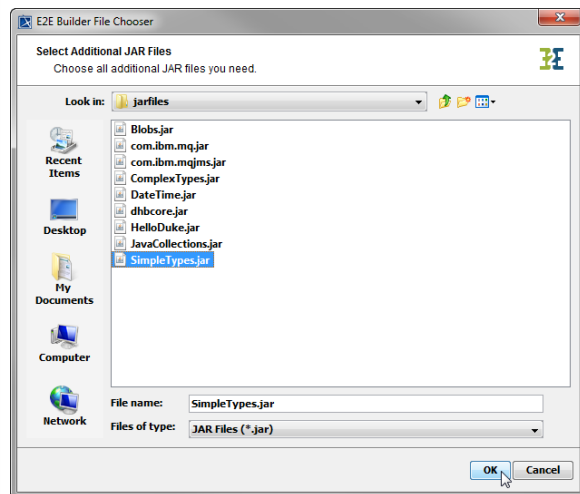 E2E Builder File Chooser
Select Additional JAR Files
Choose all additional JAR files you need.
Look in: jarfiles
Recent
Items
Desktop
My
Documents
Computer
Network
Blobs.jar
com.ibm.mq.jar
com.ibm.mqjms.jar
ComplexTypes.jar
DateTime.jar
dhbcore.jar
HelloDuke.jar
JavaCollections.jar
SimpleTypes.jar
File name: SimpleTypes.jar
Files of type: JAR Files (*.jar)
OK Cancel